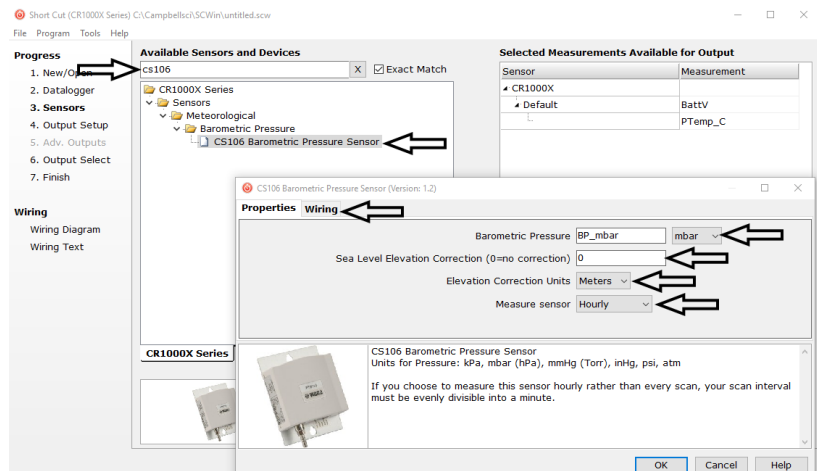 Short Cut (CR1000X Series) C:\Campbellsci\SCWin\untitled.scw
File Program Tools Help
Progress
1. New/Open
2. Datalogger
3. Sensors
4. Output Setup
5. Adv. Outputs
6. Output Select
7. Finish
Wiring
Wiring Diagram
Wiring Text
Available Sensors and Devices
cs106 X Exact Match
CR1000X Series
Sensors
Meteorological
Barometric Pressure
CS106 Barometric Pressure Sensor
CR1000X Series
Selected Measurements Available for Output
Sensor Measurement
CR1000X
Default BattV
PTemp_C
CS106 Barometric Pressure Sensor (Version: 1.2)
Properties Wiring
Barometric Pressure BP_mbar mbar
Sea Level Elevation Correction (0=no correction) 0
Elevation Correction Units Meters
Measure sensor Hourly
CS106 Barometric Pressure Sensor
Units for Pressure: kPa, mbar (hPa), mmHg (Torr), inHg, psi, atm
If you choose to measure this sensor hourly rather than every scan, your scan interval
must be evenly divisible into a minute.
OK Cancel Help